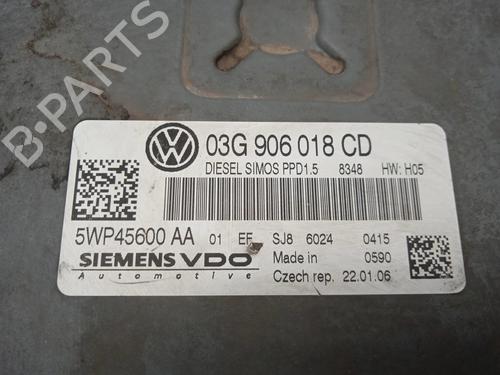 B-PARTS
03G 906 018 CD
DIESEL SIMOS PPD1.5 8348 HW: H05
5WP45600 AA 01 EF SJ8 6024 0415
SIEMENS VDO Made in 0590
Automotive Czech rep. 22.01.06